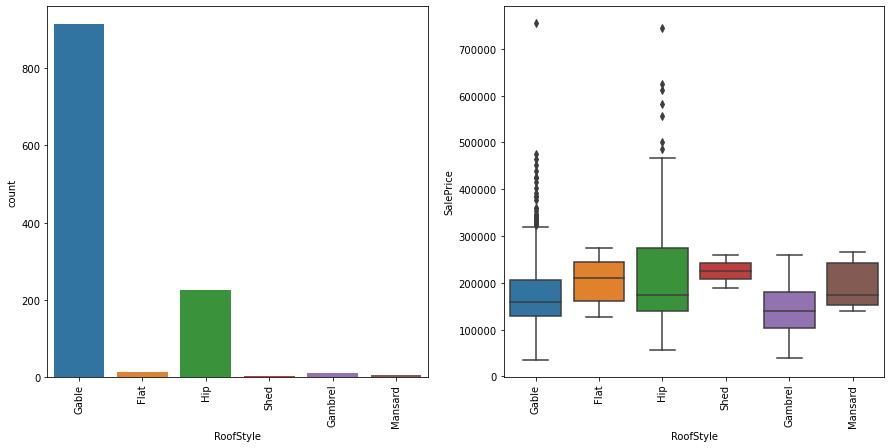 800
600
400
200
0
count
Gable
Flat
Hip
Shed
Gambrel
Mansard
RoofStyle
700000
600000
500000
400000
300000
200000
100000
0
SalePrice
Gable
Flat
Hip
Shed
Gambrel
Mansard
RoofStyle